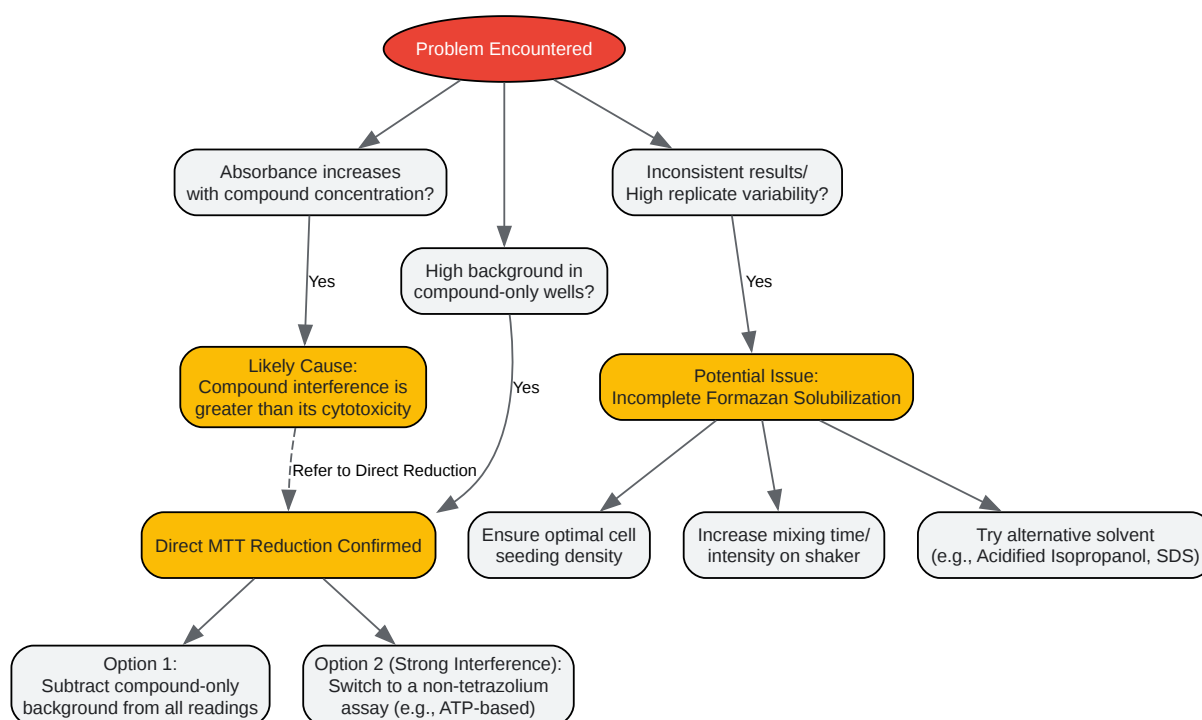 Problem Encountered
Absorbance increases
with compound concentration?
Inconsistent results/
High replicate variability?
High background in
compound-only wells?
Yes
Yes
Likely Cause:
Compound interference is
greater than its cytotoxicity
Potential Issue:
Incomplete Formazan Solubilization
Yes
Refer to Direct Reduction
Direct MTT Reduction Confirmed
Ensure optimal cell
seeding density
Increase mixing time/
intensity on shaker
Try alternative solvent
(e.g., Acidified Isopropanol, SDS)
Option 1:
Subtract compound-only
background from all readings
Option 2 (Strong Interference):
Switch to a non-tetrazolium
assay (e.g., ATP-based)